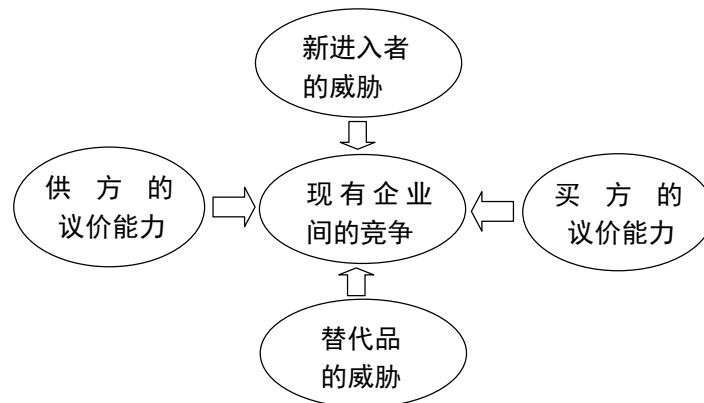 新进入者
的威胁
供方的
议价能力
现有企业
间的竞争
买方的
议价能力
替代品
的威胁